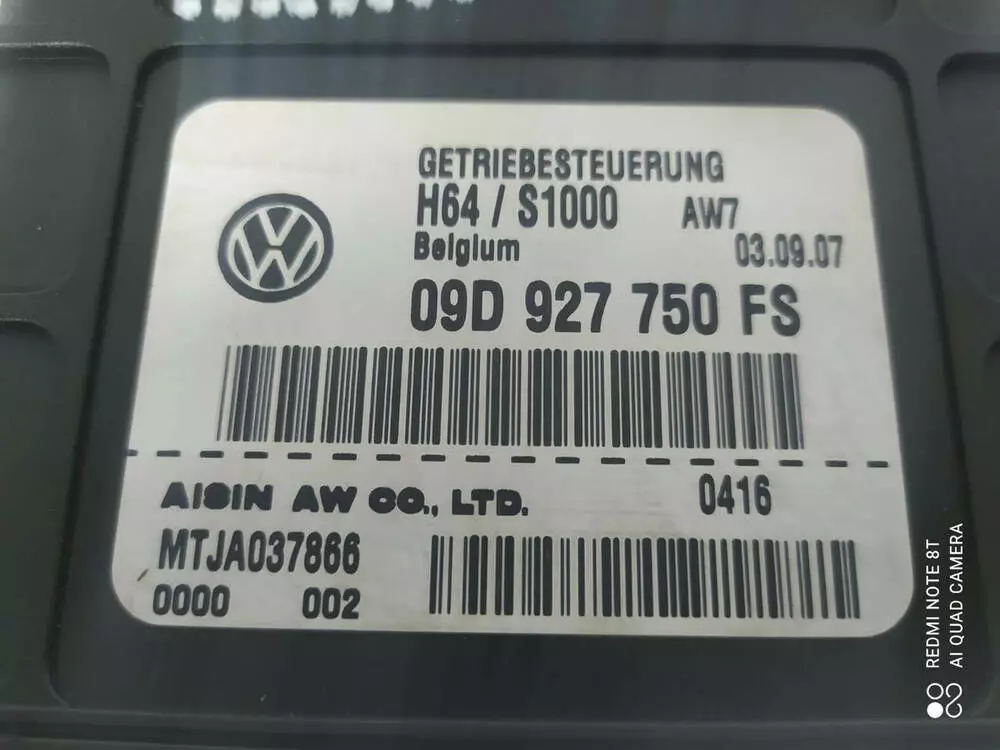 GETRIEBESTEUERUNG
H64 / S1000 AW7
Belgium 03.09.07
09D 927 750 FS
AISIN AW CO., LTD. 0416
MTJA037866
0000 002
REDMI NOTE 8T
AI QUAD CAMERA